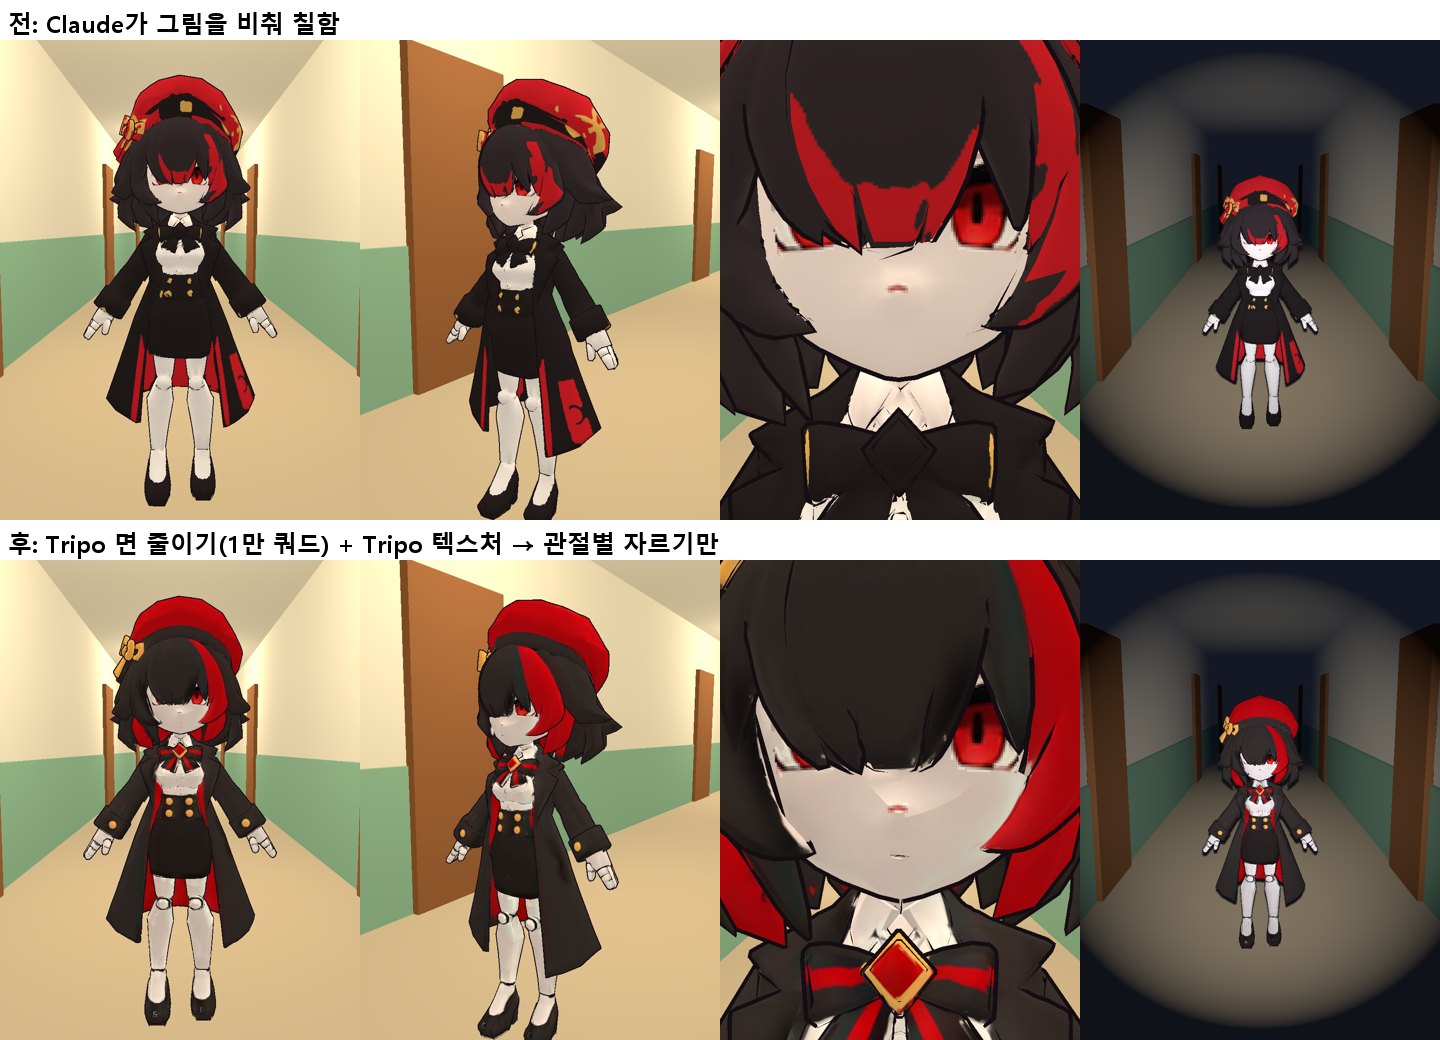 전: Claude가 그림을 비춰 칠함
후: Tripo 면 줄이기(1만 쿼드) + Tripo 텍스처 → 관절별 자르기만